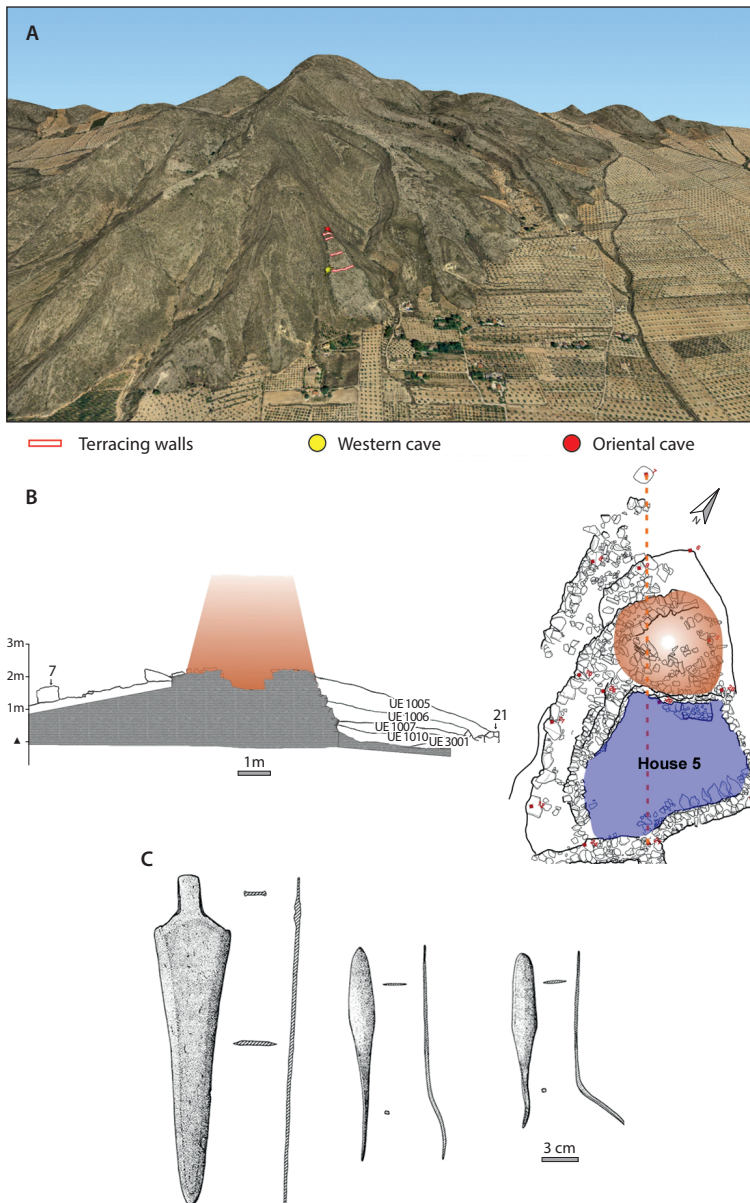 A
Terracing walls
Western cave
Oriental cave
B
N
3m
2m
1m
7
UE 1005
UE 1006
UE 1007
UE 1010
UE 3001
21
1m
House 5
C
3 cm